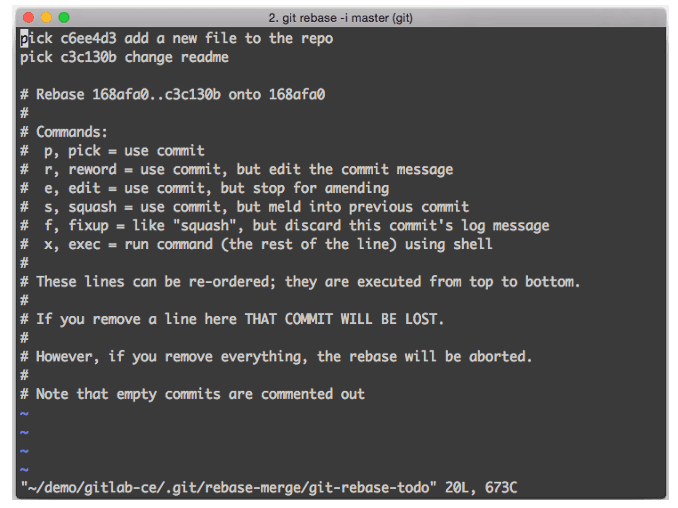 2. git rebase -i master (git)
pick c6ee4d3 add a new file to the repo
pick c3c130b change readme
# Rebase 168afa0..c3c130b onto 168afa0
#
# Commands:
#  p, pick = use commit
#  r, reword = use commit, but edit the commit message
#  e, edit = use commit, but stop for amending
#  s, squash = use commit, but meld into previous commit
#  f, fixup = like "squash", but discard this commit's log message
#  x, exec = run command (the rest of the line) using shell
#
# These lines can be re-ordered; they are executed from top to bottom.
#
# If you remove a line here THAT COMMIT WILL BE LOST.
#
# However, if you remove everything, the rebase will be aborted.
#
# Note that empty commits are commented out
~
~
~
~
"~/demo/gitlab-ce/.git/rebase-merge/git-rebase-todo" 20L, 673C